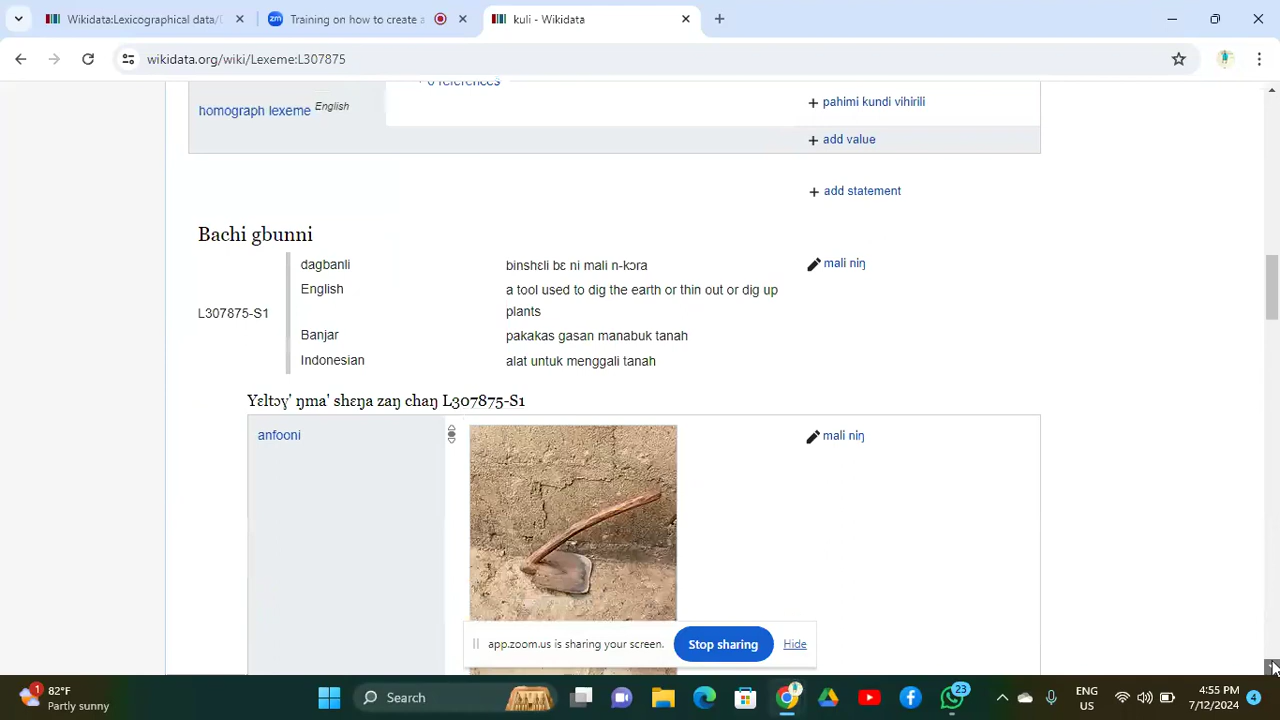 Wikidata:Lexicographical data/
Training on how to create a
kuli - Wikidata
wikidata.org/wiki/Lexeme:L307875
0 references
homograph lexeme English
+ pahimi kundi vihirili
+ add value
+ add statement
Bachi gbunni
L307875-S1
dagbanli binshɛli bɛ ni mali n-kɔra
mali niŋ
English a tool used to dig the earth or thin out or dig up
plants
Banjar pakakas gasan manabuk tanah
Indonesian alat untuk menggali tanah
Yɛltɔɣ' ŋma' shɛŋa zaŋ chaŋ L307875-S1
anfooni
mali niŋ
app.zoom.us is sharing your screen.
Stop sharing
Hide
1
82°F
Partly sunny
Search
23
ENG
US
4:55 PM
7/12/2024
4